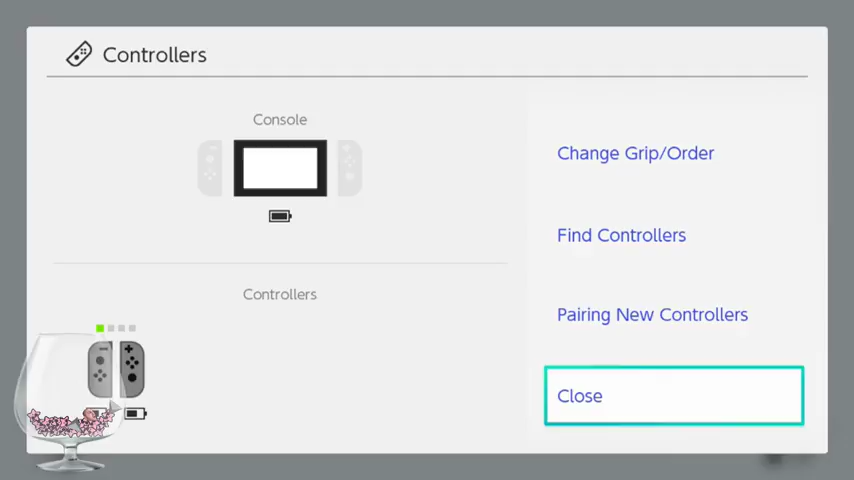 Controllers
Console
Controllers
Change Grip/Order
Find Controllers
Pairing New Controllers
Close